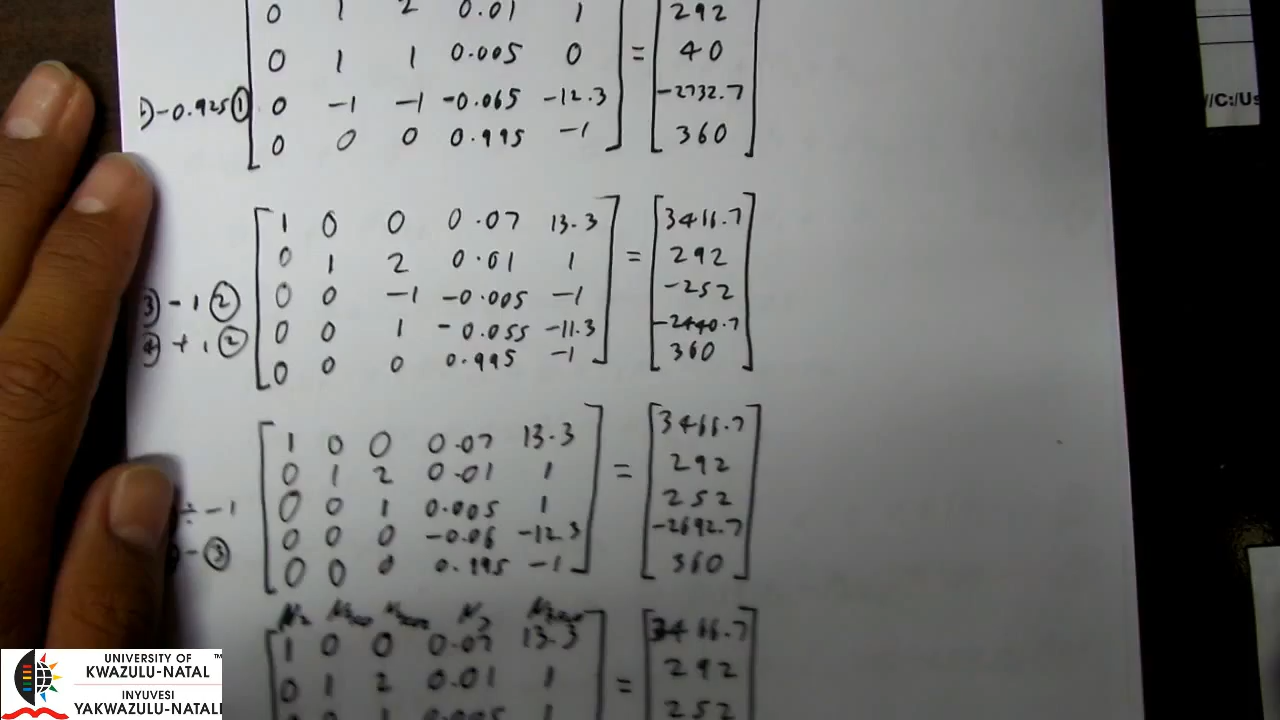 0 1 2 0.01 1 292
0 1 1 0.005 0 = 40
-0.925① 0 -1 -1 -0.065 -12.3 -2732.7
0 0 0 0.995 -1 360
//C:/Us
1 0 0 0.07 13.3 3466.7
0 1 2 0.01 1 = 292
③ - 1② 0 0 -1 -0.005 -1 -252
④ + 1② 0 0 1 -0.055 -11.3 -2440.7
0 0 0 0.995 -1 360
1 0 0 0.07 13.3 3466.7
0 1 2 0.01 1 = 292
÷ -1 0 0 1 0.005 1 252
- ③ 0 0 0 -0.06 -12.3 -2692.7
0 0 0 0.995 -1 360
1 0 0 0.07 13.3 3466.7
0 1 2 0.01 1 = 292
0.005 1 252
UNIVERSITY OF
KWAZULU-NATAL
INYUVESI
YAKWAZULU-NATALI